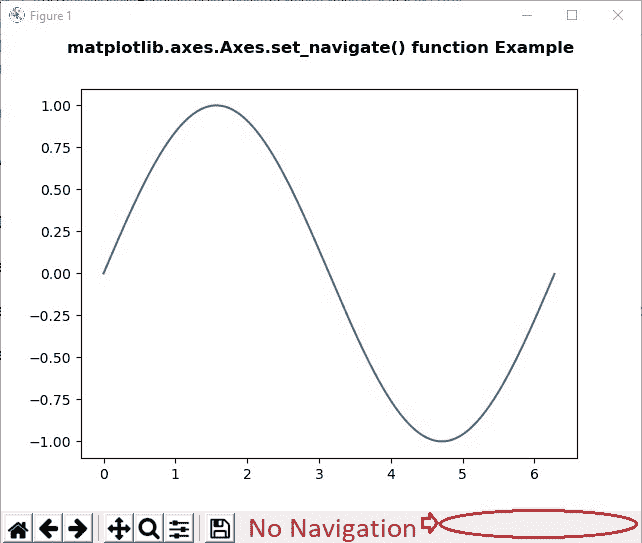 Figure 1
matplotlib.axes.Axes.set_navigate() function Example
1.00
0.75
0.50
0.25
0.00
−0.25
−0.50
−0.75
−1.00
0 1 2 3 4 5 6
No Navigation